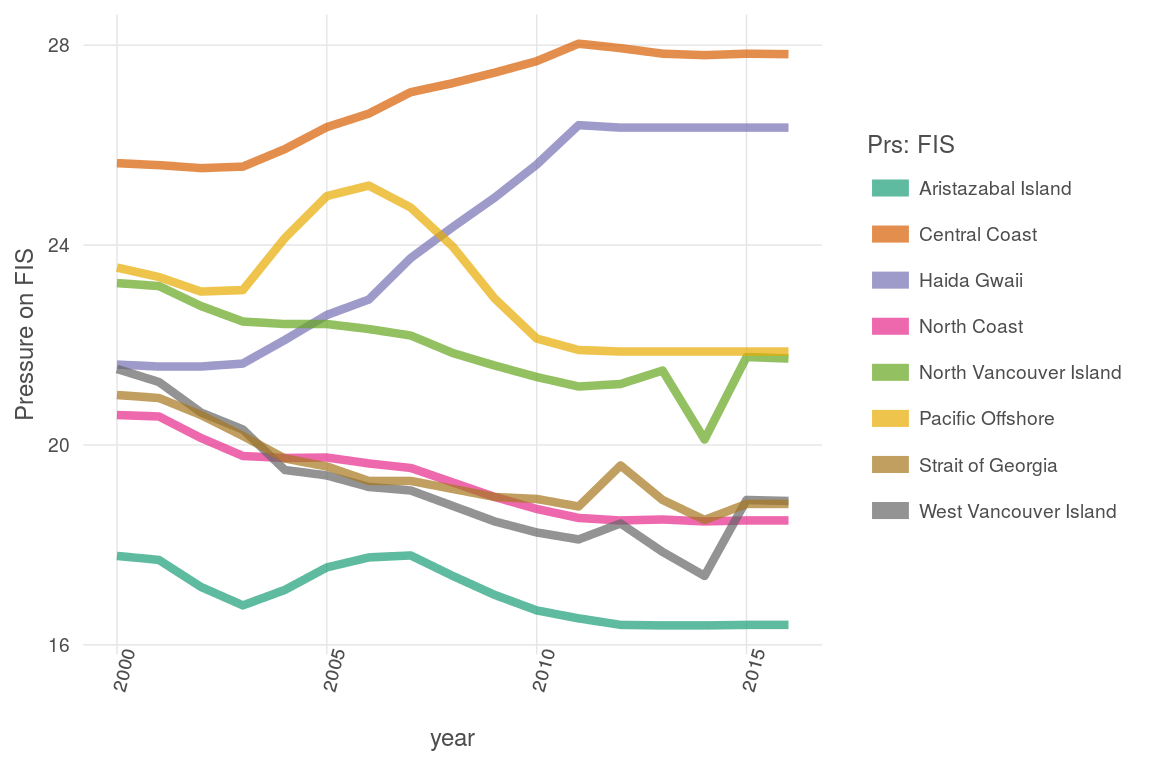 28
24
20
16
Pressure on FIS
2000
2005
2010
2015
year
Prs: FIS
Aristazabal Island
Central Coast
Haida Gwaii
North Coast
North Vancouver Island
Pacific Offshore
Strait of Georgia
West Vancouver Island